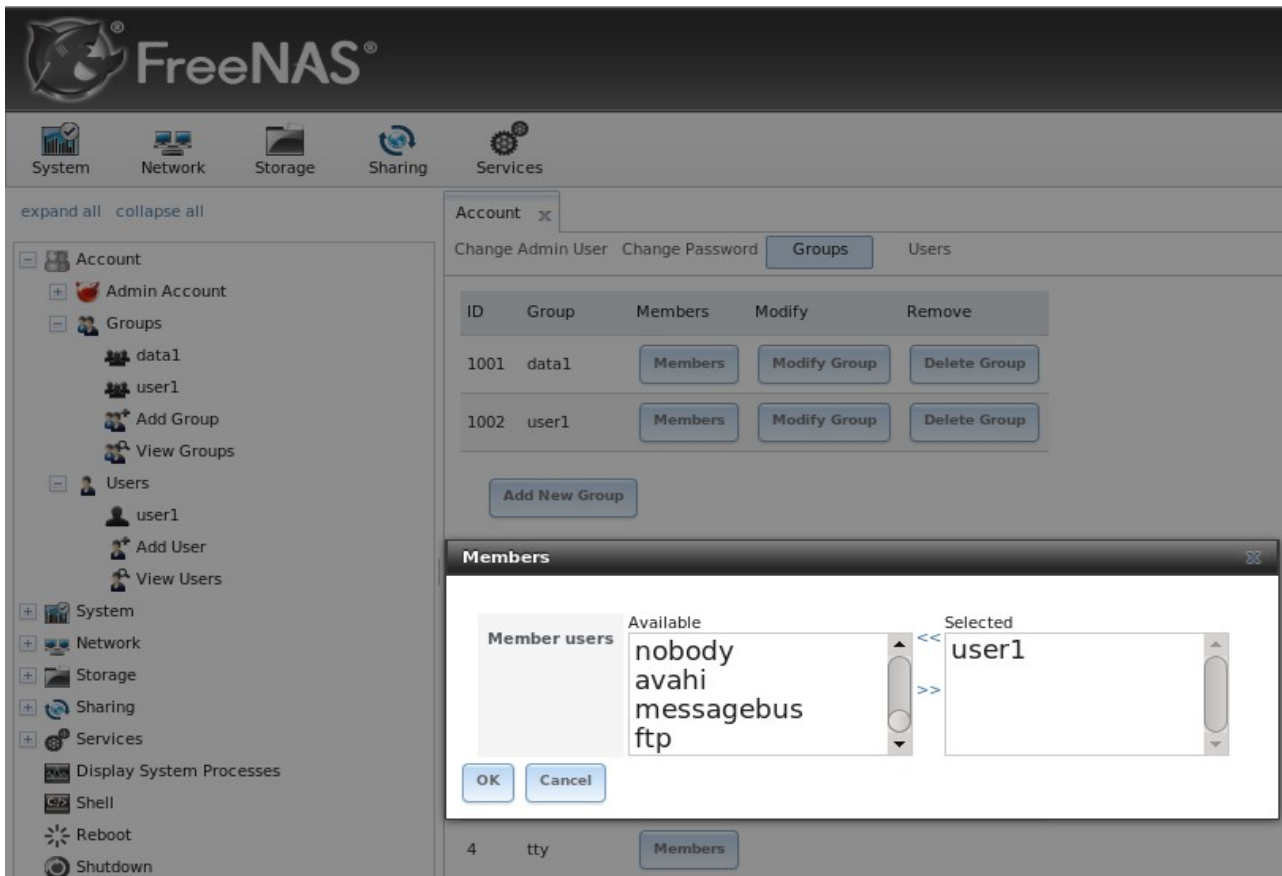 FreeNAS®
System Network Storage Sharing Services
expand all collapse all
Account
Admin Account
Groups
data1
user1
Add Group
View Groups
Users
user1
Add User
View Users
System
Network
Storage
Sharing
Services
Display System Processes
Shell
Reboot
Shutdown
Account x
Change Admin User Change Password Groups Users
ID Group Members Modify Remove
1001 data1 Members Modify Group Delete Group
1002 user1 Members Modify Group Delete Group
Add New Group
Members
Member users
Available
nobody
avahi
messagebus
ftp
<<
>>
Selected
user1
OK Cancel
4 tty Members